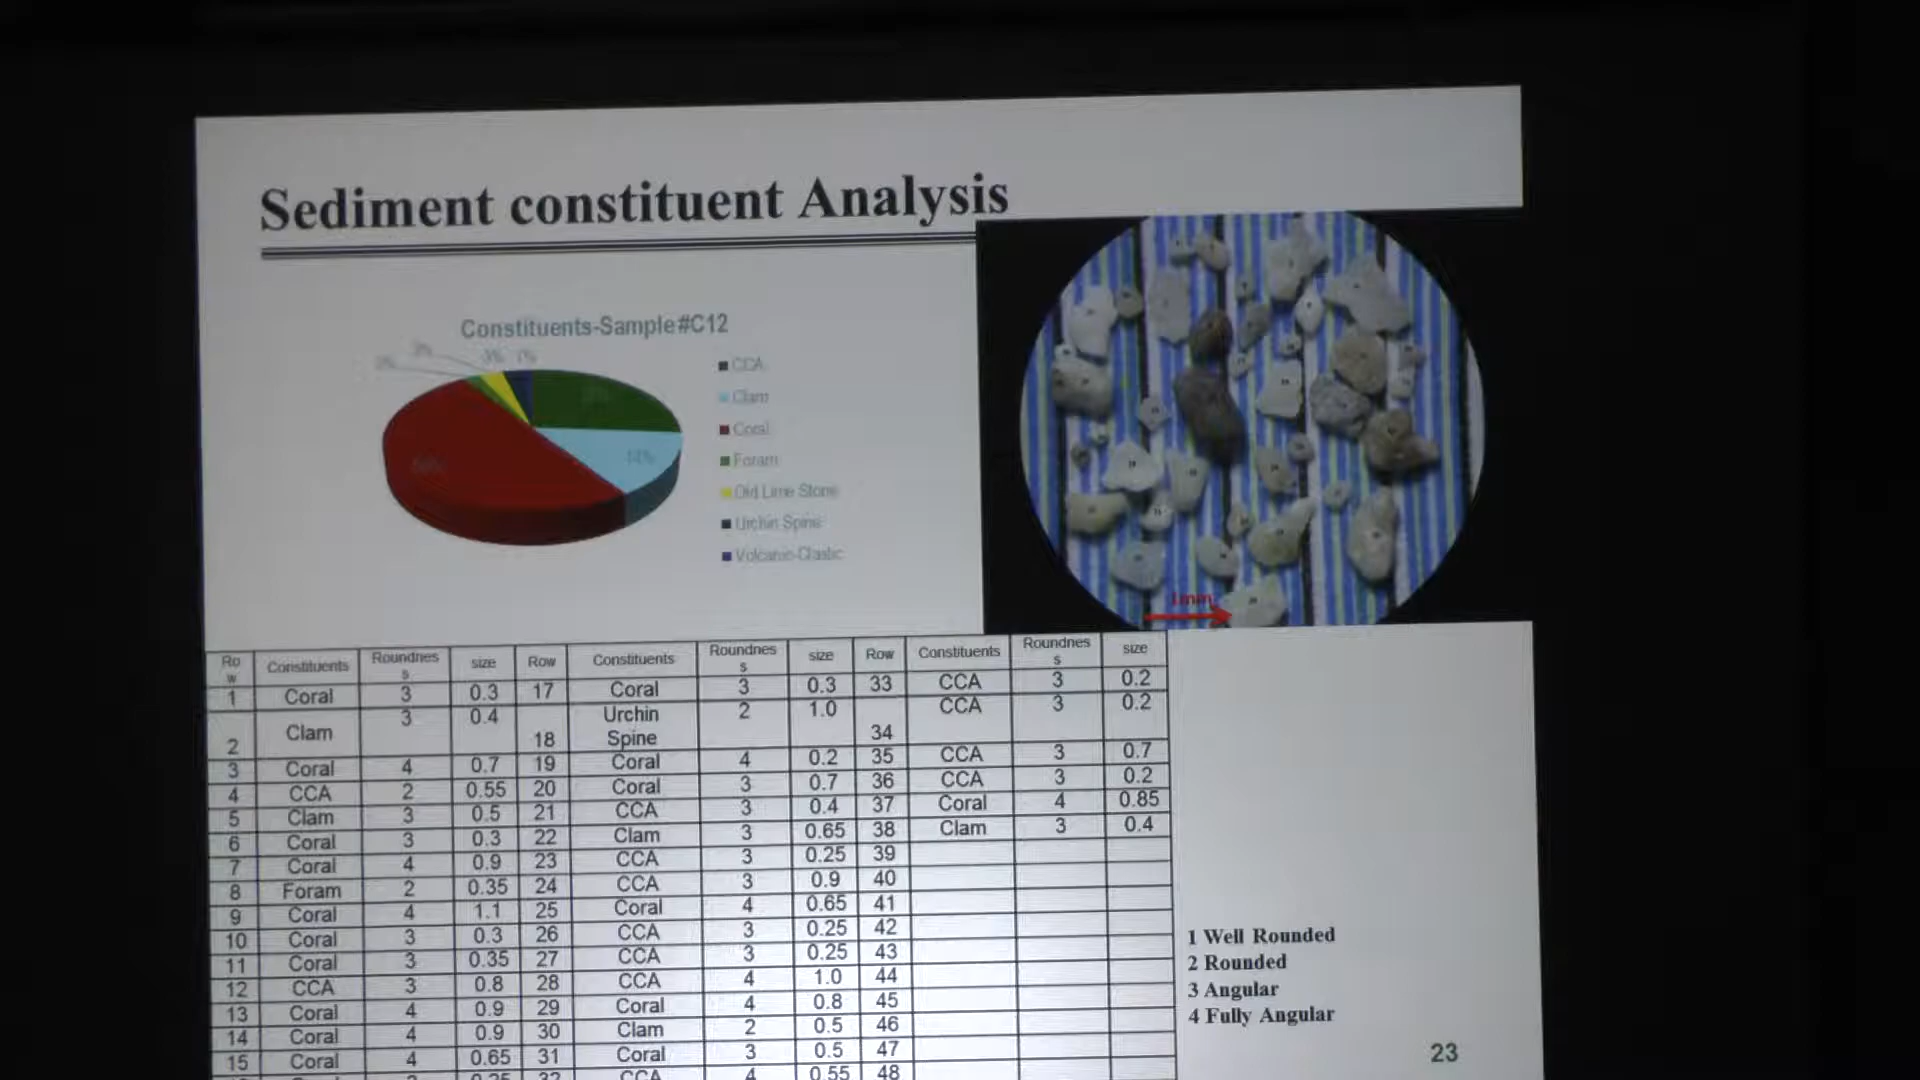 Sediment constituent Analysis
Constituents-Sample#C12
3% 1%
14%
CCA
Clam
Coral
Foram
Old Lime Stone
Urchin Spine
Volcanic-Clastic
1mm
Ro w Constituents Roundnes s size Row Constituents Roundnes s size Row Constituents Roundnes s size
1 Coral 3 0.3 17 Coral 3 0.3 33 CCA 3 0.2
2 Clam 3 0.4 18 Urchin Spine 2 1.0 34 CCA 3 0.2
3 Coral 4 0.7 19 Coral 4 0.2 35 CCA 3 0.7
4 CCA 2 0.55 20 Coral 3 0.7 36 CCA 3 0.2
5 Clam 3 0.5 21 CCA 3 0.4 37 Coral 4 0.85
6 Coral 3 0.3 22 Clam 3 0.65 38 Clam 3 0.4
7 Coral 4 0.9 23 CCA 3 0.25 39
8 Foram 2 0.35 24 CCA 3 0.9 40
9 Coral 4 1.1 25 Coral 4 0.65 41
10 Coral 3 0.3 26 CCA 3 0.25 42
11 Coral 3 0.35 27 CCA 3 0.25 43
12 CCA 3 0.8 28 CCA 4 1.0 44
13 Coral 4 0.9 29 Coral 4 0.8 45
14 Coral 4 0.9 30 Clam 2 0.5 46
15 Coral 4 0.65 31 Coral 3 0.5 47
32 CCA 4 0.55 48
1 Well Rounded
2 Rounded
3 Angular
4 Fully Angular
23